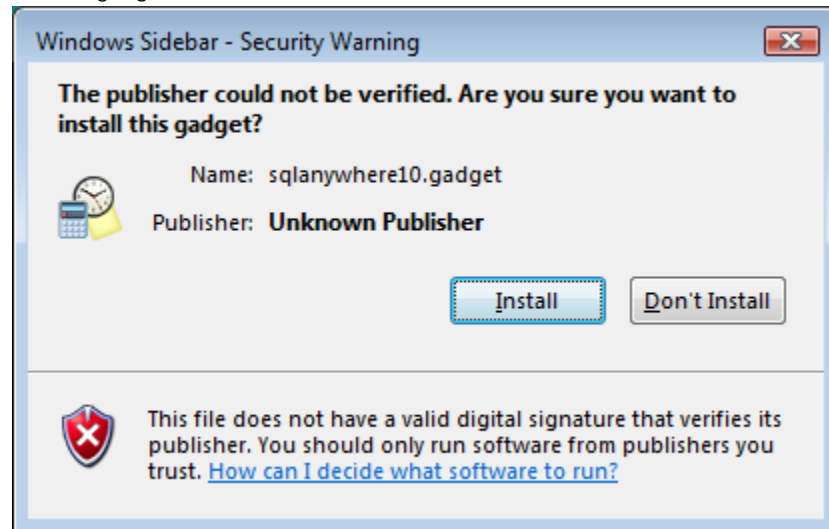 Windows Sidebar - Security Warning
The publisher could not be verified. Are you sure you want to
install this gadget?
Name: sqlanywhere10.gadget
Publisher: Unknown Publisher
Install Don't Install
This file does not have a valid digital signature that verifies its
publisher. You should only run software from publishers you
trust. How can I decide what software to run?